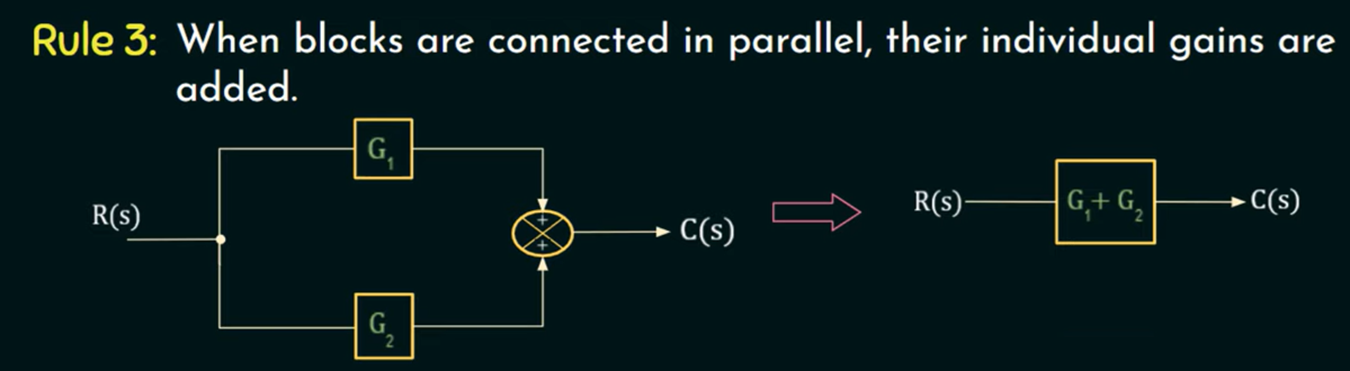 Rule 3: When blocks are connected in parallel, their individual gains are
added.
G₁
R(s)
+
+
C(s)
G₂
R(s)
G₁+ G₂
C(s)